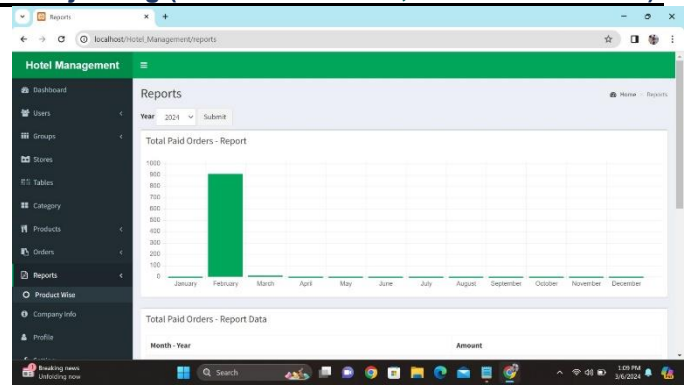 Reports
localhost/Hotel_Management/reports
Hotel Management
Dashboard
Users
Groups
Stores
Tables
Category
Products
Orders
Reports
Product Wise
Company Info
Profile
Reports
Home
Reports
Year 2024 Submit
Total Paid Orders - Report
1000
900
800
700
600
500
400
300
200
100
0
January February March April May June July August September October November December
Total Paid Orders - Report Data
Month - Year Amount
Breaking news
Unfolding now
Search
1:09 PM
3/6/2024